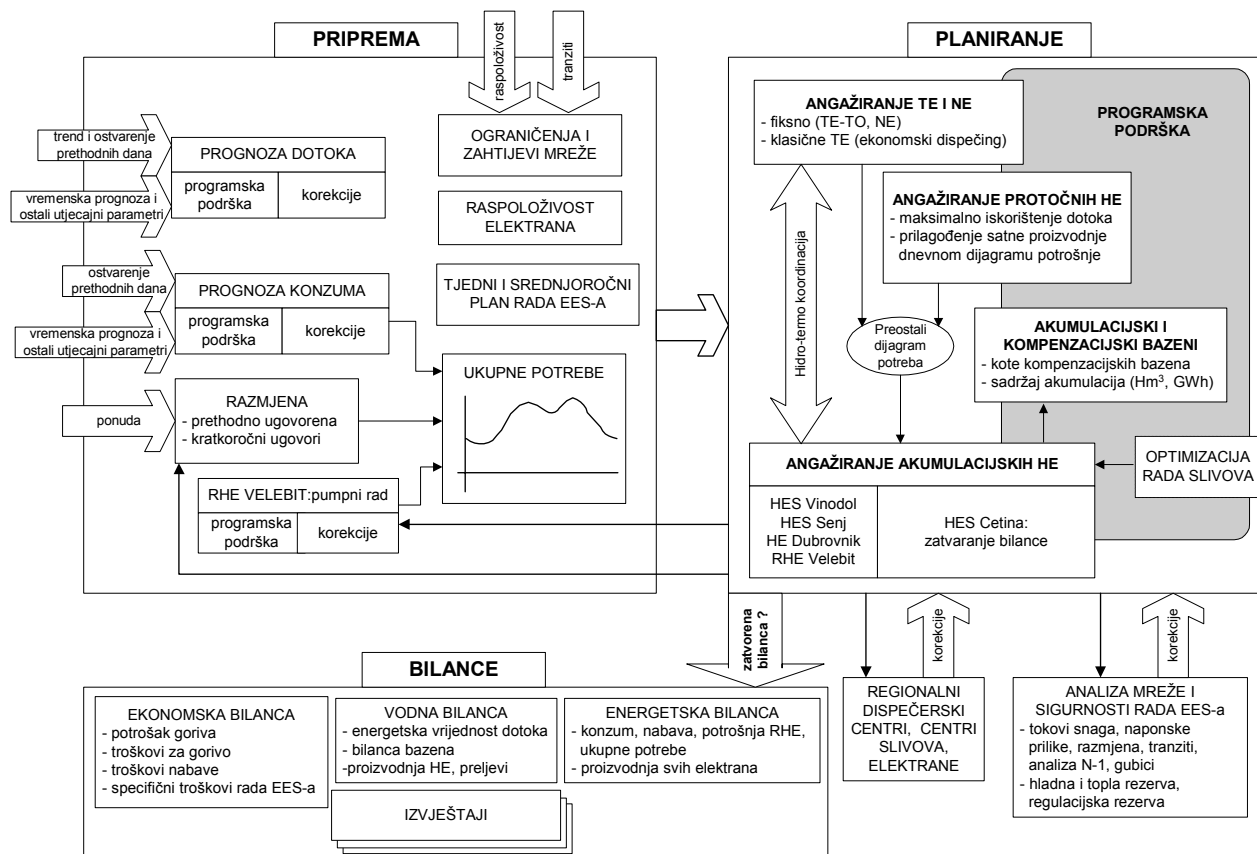 PRIPREMA
raspoloživost
tranziti
OGRANIČENJA I
ZAHTIJEVI MREŽE
trend i ostvarenje
prethodnih dana
PROGNOZA DOTOKA
programska
podrška
korekcije
vremenska prognoza i
ostali utjecajni parametri
RASPOLOŽIVOST
ELEKTRANA
ostvarenje
prethodnih dana
PROGNOZA KONZUMA
programska
podrška
korekcije
vremenska prognoza i
ostali utjecajni parametri
TJEDNI I SREDNJOROČNI
PLAN RADA EES-A
UKUPNE POTREBE
ponuda
RAZMJENA
- prethodno ugovorena
- kratkoročni ugovori
RHE VELEBIT:pumpni rad
programska
podrška
korekcije
PLANIRANJE
ANGAŽIRANJE TE I NE
- fiksno (TE-TO, NE)
- klasične TE (ekonomski dispečing)
PROGRAMSKA
PODRŠKA
ANGAŽIRANJE PROTOČNIH HE
- maksimalno iskorištenje dotoka
- prilagođenje satne proizvodnje
dnevnom dijagramu potrošnje
Hidro-termo koordinacija
Preostali
dijagram
potreba
AKUMULACIJSKI I
KOMPENZACIJSKI BAZENI
- kote kompenzacijskih bazena
- sadržaj akumulacija (Hm³, GWh)
ANGAŽIRANJE AKUMULACIJSKIH HE
HES Vinodol
HES Senj
HE Dubrovnik
RHE Velebit
HES Cetina:
zatvaranje bilance
OPTIMIZACIJA
RADA SLIVOVA
zatvorena
bilanca ?
korekcije
korekcije
BILANCE
EKONOMSKA BILANCA
- potrošak goriva
- troškovi za gorivo
- troškovi nabave
- specifični troškovi rada EES-a
VODNA BILANCA
- energetska vrijednost dotoka
- bilanca bazena
-proizvodnja HE, preljevi
ENERGETSKA BILANCA
- konzum, nabava, potrošnja RHE,
ukupne potrebe
- proizvodnja svih elektrana
IZVJEŠTAJI
REGIONALNI
DISPEČERSKI
CENTRI, CENTRI
SLIVOVA,
ELEKTRANE
ANALIZA MREŽE I
SIGURNOSTI RADA EES-a
- tokovi snaga, naponske
prilike, razmjena, tranziti,
analiza N-1, gubici
- hladna i topla rezerva,
regulacijska rezerva